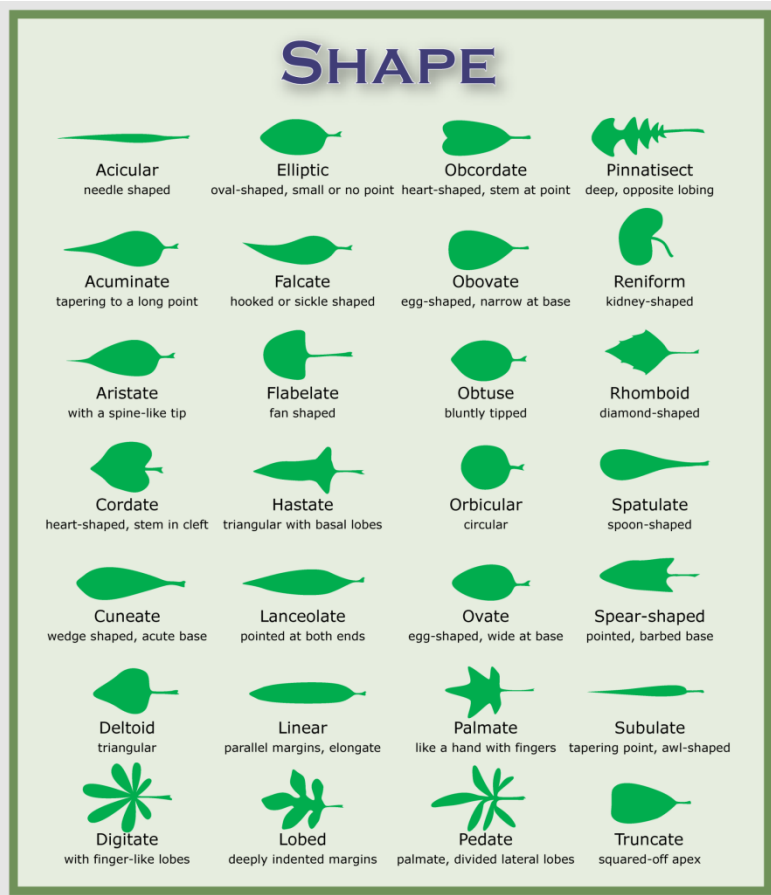 SHAPE
Acicular
needle shaped
Elliptic
oval-shaped, small or no point
Obcordate
heart-shaped, stem at point
Pinnatisect
deep, opposite lobing
Acuminate
tapering to a long point
Falcate
hooked or sickle shaped
Obovate
egg-shaped, narrow at base
Reniform
kidney-shaped
Aristate
with a spine-like tip
Flabelate
fan shaped
Obtuse
bluntly tipped
Rhomboid
diamond-shaped
Cordate
heart-shaped, stem in cleft
Hastate
triangular with basal lobes
Orbicular
circular
Spatulate
spoon-shaped
Cuneate
wedge shaped, acute base
Lanceolate
pointed at both ends
Ovate
egg-shaped, wide at base
Spear-shaped
pointed, barbed base
Deltoid
triangular
Linear
parallel margins, elongate
Palmate
like a hand with fingers
Subulate
tapering point, awl-shaped
Digitate
with finger-like lobes
Lobed
deeply indented margins
Pedate
palmate, divided lateral lobes
Truncate
squared-off apex